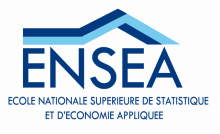 ENSEA
ECOLE NATIONALE SUPERIEURE DE STATISTIQUE
ET D'ECONOMIE APPLIQUEE